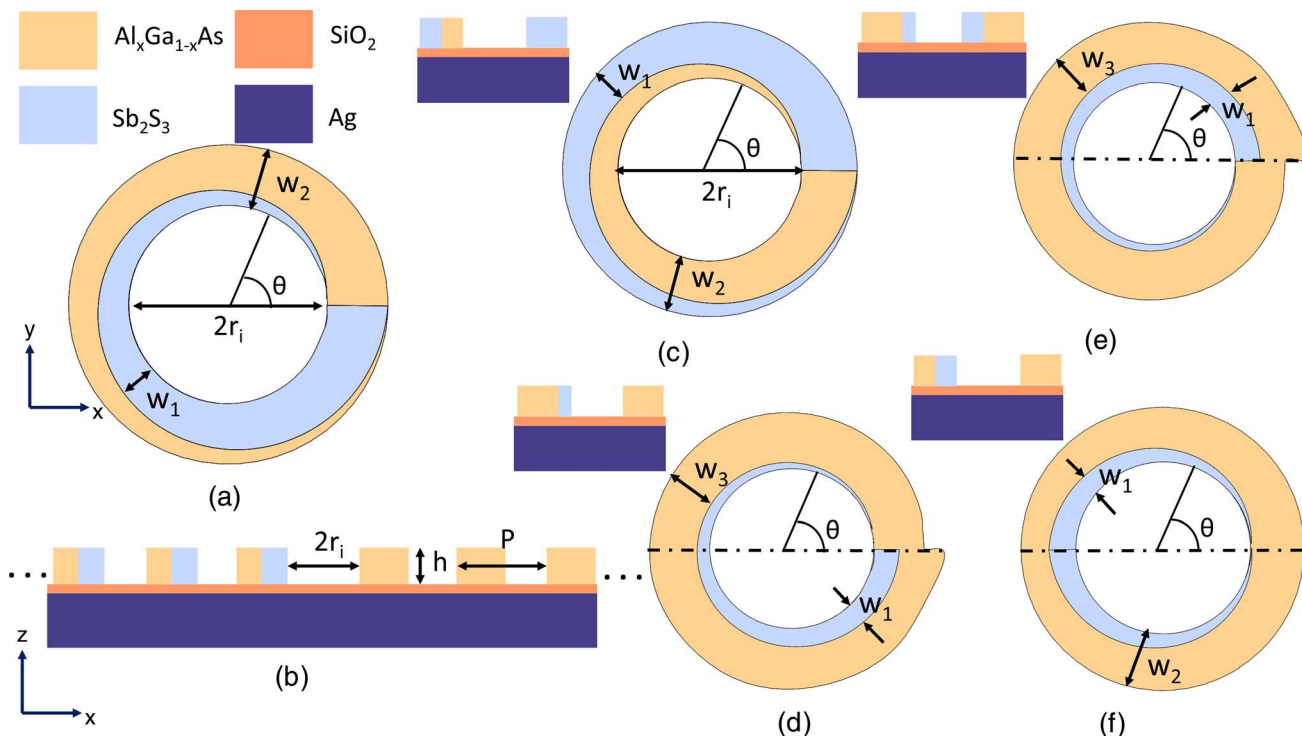 AlₓGa₁₋ₓAs
SiO₂
Sb₂S₃
Ag
w₂
θ
2rᵢ
w₁
y
x
(a)
2rᵢ
h
P
...
...
z
x
(b)
w₁
θ
2rᵢ
w₂
(c)
w₃
θ
w₁
(d)
w₃
w₁
θ
(e)
w₁
θ
w₂
(f)